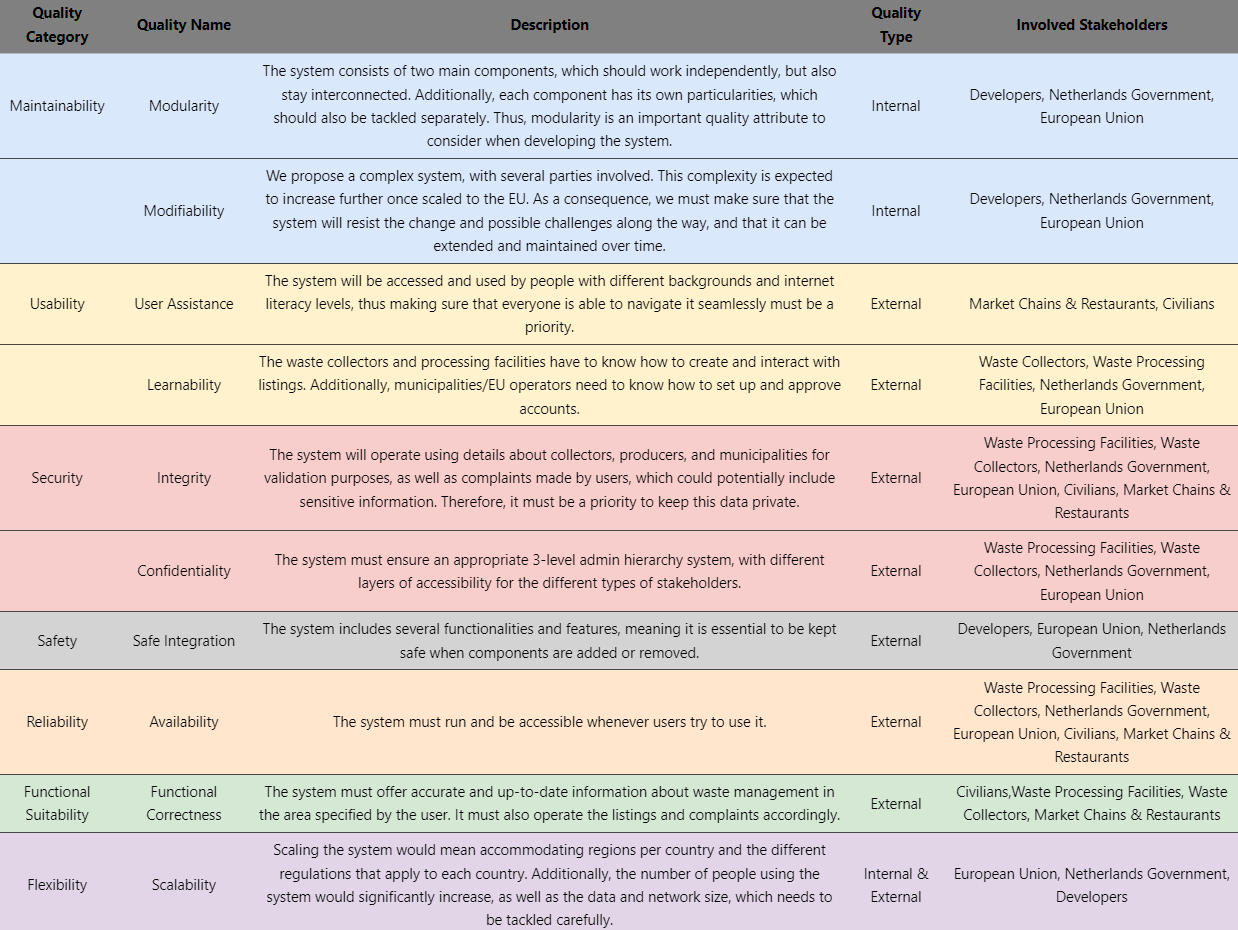 Quality Category
Quality Name
Description
Quality Type
Involved Stakeholders
Maintainability
Modularity
The system consists of two main components, which should work independently, but also
stay interconnected. Additionally, each component has its own particularities, which
should also be tackled separately. Thus, modularity is an important quality attribute to
consider when developing the system.
Internal
Developers, Netherlands Government,
European Union
Modifiability
We propose a complex system, with several parties involved. This complexity is expected
to increase further once scaled to the EU. As a consequence, we must make sure that the
system will resist the change and possible challenges along the way, and that it can be
extended and maintained over time.
Internal
Developers, Netherlands Government,
European Union
Usability
User Assistance
The system will be accessed and used by people with different backgrounds and internet
literacy levels, thus making sure that everyone is able to navigate it seamlessly must be a
priority.
External
Market Chains & Restaurants, Civilians
Learnability
The waste collectors and processing facilities have to know how to create and interact with
listings. Additionally, municipalities/EU operators need to know how to set up and approve
accounts.
External
Waste Collectors, Waste Processing
Facilities, Netherlands Government,
European Union
Security
Integrity
The system will operate using details about collectors, producers, and municipalities for
validation purposes, as well as complaints made by users, which could potentially include
sensitive information. Therefore, it must be a priority to keep this data private.
External
Waste Processing Facilities, Waste
Collectors, Netherlands Government,
European Union, Civilians, Market Chains &
Restaurants
Confidentiality
The system must ensure an appropriate 3-level admin hierarchy system, with different
layers of accessibility for the different types of stakeholders.
External
Waste Processing Facilities, Waste
Collectors, Netherlands Government,
European Union
Safety
Safe Integration
The system includes several functionalities and features, meaning it is essential to be kept
safe when components are added or removed.
External
Developers, European Union, Netherlands
Government
Reliability
Availability
The system must run and be accessible whenever users try to use it.
External
Waste Processing Facilities, Waste
Collectors, Netherlands Government,
European Union, Civilians, Market Chains &
Restaurants
Functional
Suitability
Functional
Correctness
The system must offer accurate and up-to-date information about waste management in
the area specified by the user. It must also operate the listings and complaints accordingly.
External
Civilians,Waste Processing Facilities, Waste
Collectors, Market Chains & Restaurants
Flexibility
Scalability
Scaling the system would mean accommodating regions per country and the different
regulations that apply to each country. Additionally, the number of people using the
system would significantly increase, as well as the data and network size, which needs to
be tackled carefully.
Internal &
External
European Union, Netherlands Government,
Developers